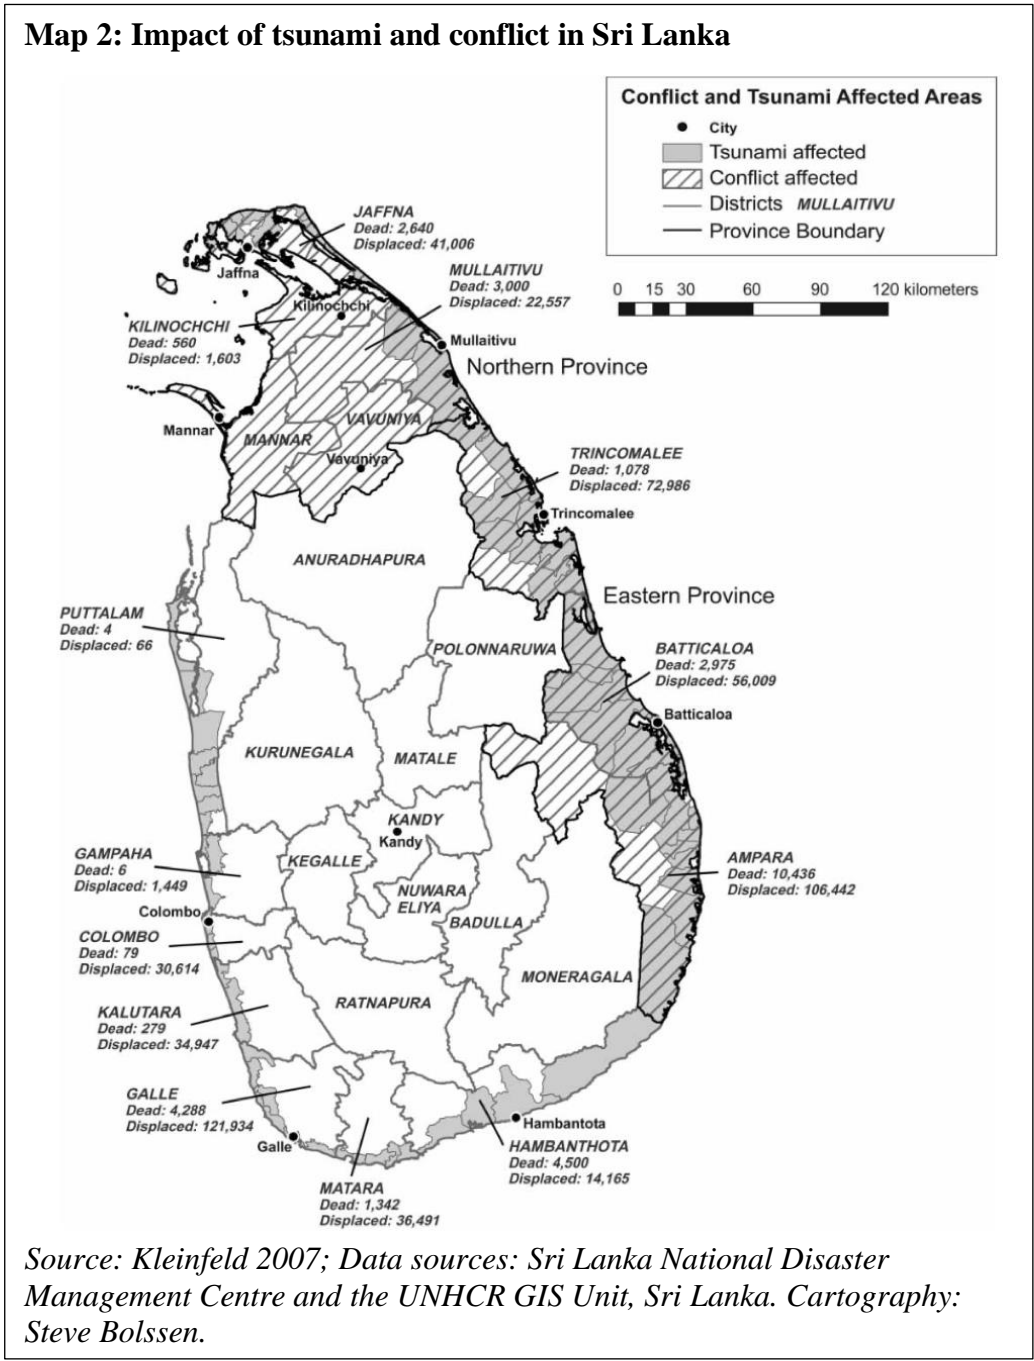 Map 2: Impact of tsunami and conflict in Sri Lanka
Conflict and Tsunami Affected Areas
City
Tsunami affected
Conflict affected
Districts MULLAITIVU
Province Boundary
0 15 30 60 90 120 kilometers
JAFFNA
Dead: 2,640
Displaced: 41,006
Jaffna
MULLAITIVU
Dead: 3,000
Displaced: 22,557
Kilinochchi
KILINOCHCHI
Dead: 560
Displaced: 1,603
Mullaitivu
Northern Province
Mannar
MANNAR
VAVUNIYA
Vavuniya
TRINCOMALEE
Dead: 1,078
Displaced: 72,986
Trincomalee
ANURADHAPURA
Eastern Province
PUTTALAM
Dead: 4
Displaced: 66
POLONNARUWA
BATTICALOA
Dead: 2,975
Displaced: 56,009
Batticaloa
KURUNEGALA
MATALE
KANDY
Kandy
GAMPAHA
Dead: 6
Displaced: 1,449
KEGALLE
AMPARA
Dead: 10,436
Displaced: 106,442
NUWARA
ELIYA
Colombo
BADULLA
COLOMBO
Dead: 79
Displaced: 30,614
MONERAGALA
RATNAPURA
KALUTARA
Dead: 279
Displaced: 34,947
GALLE
Dead: 4,288
Displaced: 121,934
Galle
Hambantota
HAMBANTHOTA
Dead: 4,500
Displaced: 14,165
MATARA
Dead: 1,342
Displaced: 36,491
Source: Kleinfeld 2007; Data sources: Sri Lanka National Disaster
Management Centre and the UNHCR GIS Unit, Sri Lanka. Cartography:
Steve Bolssen.